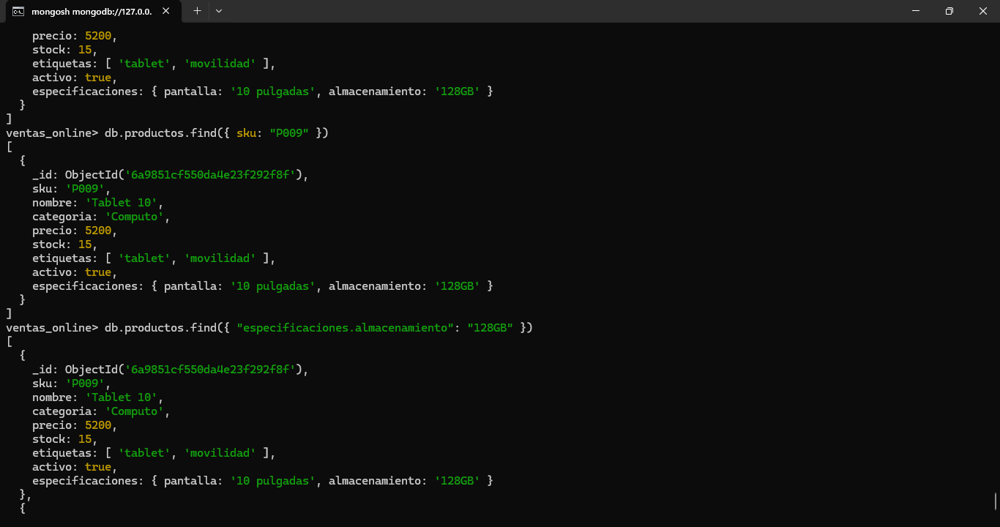 mongosh mongodb://127.0.0.
    precio: 5200,
    stock: 15,
    etiquetas: [ 'tablet', 'movilidad' ],
    activo: true,
    especificaciones: { pantalla: '10 pulgadas', almacenamiento: '128GB' }
  }
]
ventas_online> db.productos.find({ sku: "P009" })
[
  {
    _id: ObjectId('6a9851cf550da4e23f292f8f'),
    sku: 'P009',
    nombre: 'Tablet 10',
    categoria: 'Computo',
    precio: 5200,
    stock: 15,
    etiquetas: [ 'tablet', 'movilidad' ],
    activo: true,
    especificaciones: { pantalla: '10 pulgadas', almacenamiento: '128GB' }
  }
]
ventas_online> db.productos.find({ "especificaciones.almacenamiento": "128GB" })
[
  {
    _id: ObjectId('6a9851cf550da4e23f292f8f'),
    sku: 'P009',
    nombre: 'Tablet 10',
    categoria: 'Computo',
    precio: 5200,
    stock: 15,
    etiquetas: [ 'tablet', 'movilidad' ],
    activo: true,
    especificaciones: { pantalla: '10 pulgadas', almacenamiento: '128GB' }
  },
  {